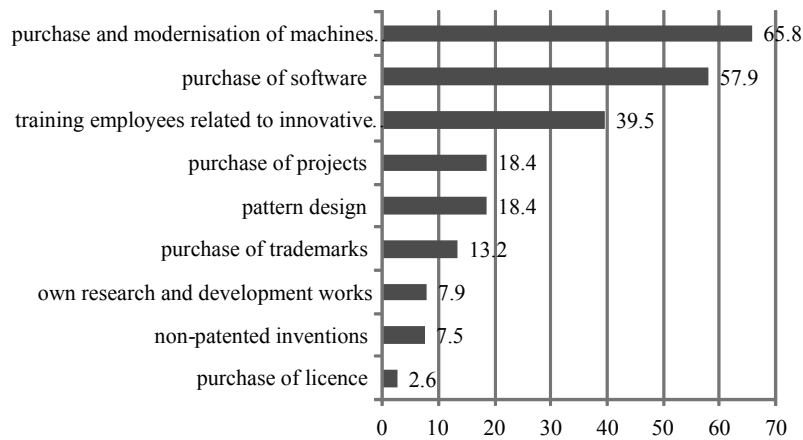 purchase and modernisation of machines.. 65.8
purchase of software 57.9
training employees related to innovative.. 39.5
purchase of projects 18.4
pattern design 18.4
purchase of trademarks 13.2
own research and development works 7.9
non-patented inventions 7.5
purchase of licence 2.6
0 10 20 30 40 50 60 70